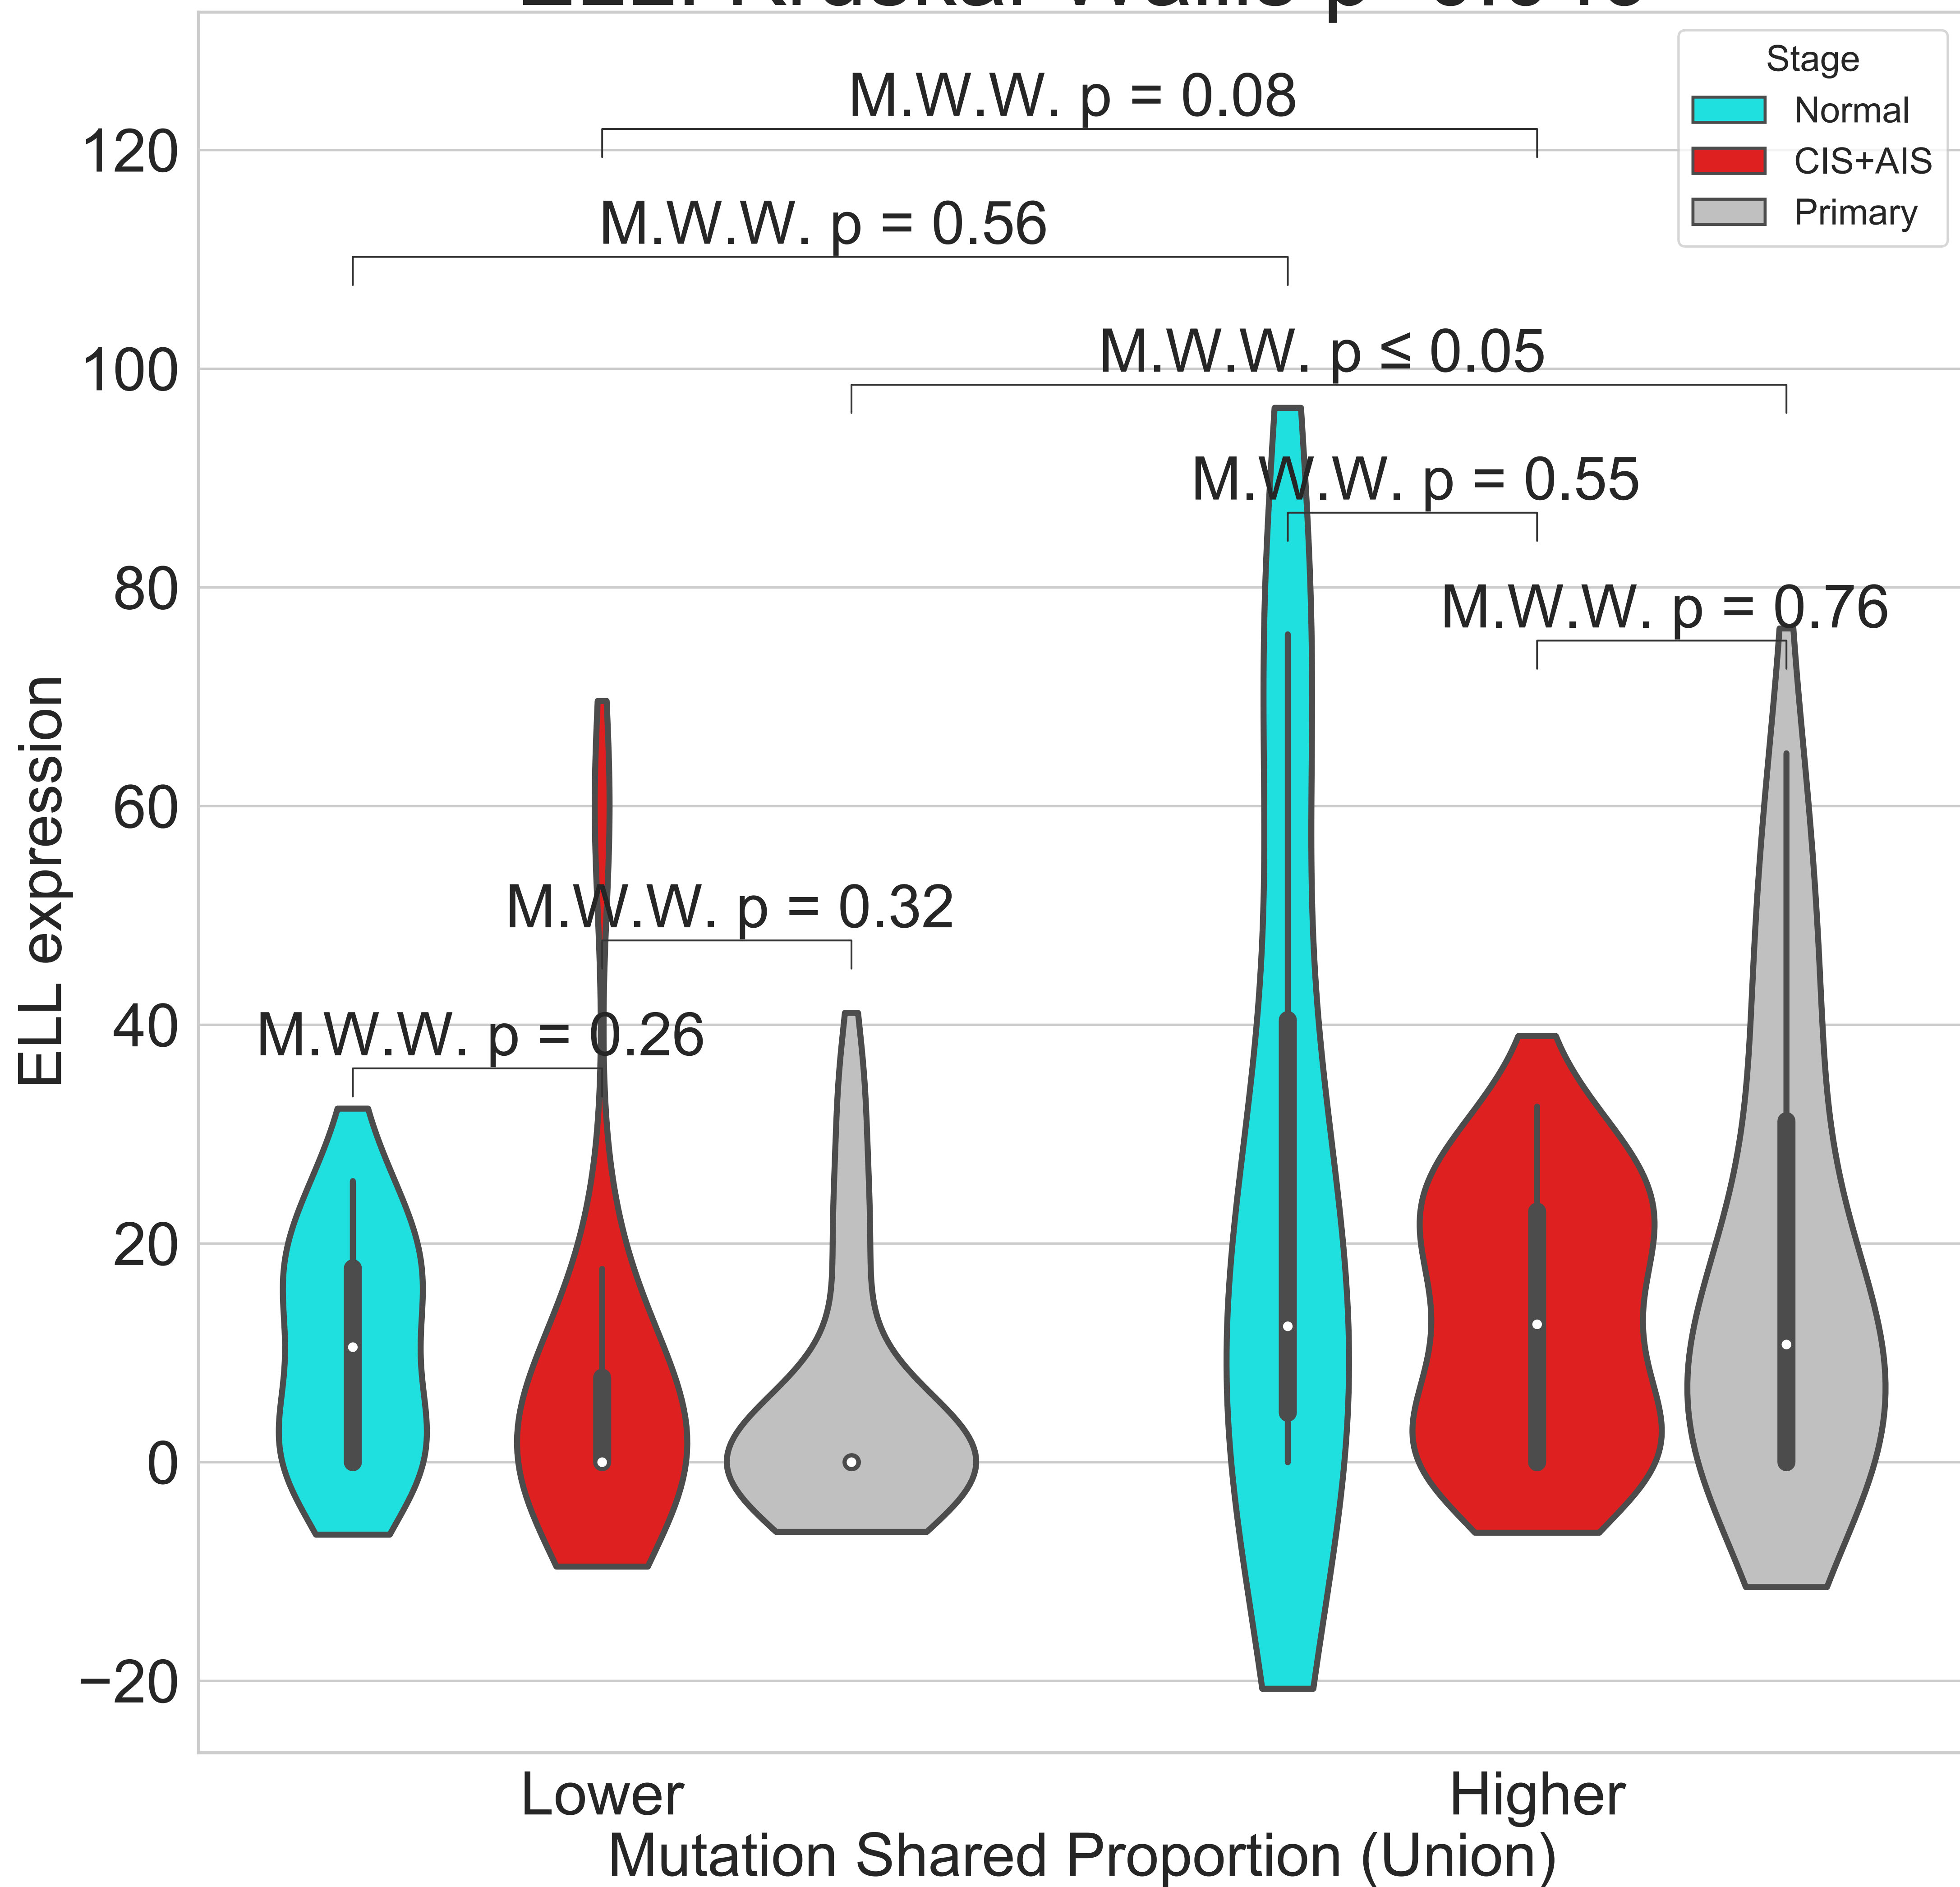 Stage
Normal
CIS+AIS
Primary
M.W.W. p = 0.08
M.W.W. p = 0.56
M.W.W. p ≤ 0.05
M.W.W. p = 0.55
M.W.W. p = 0.76
M.W.W. p = 0.32
M.W.W. p = 0.26
120
100
80
60
40
20
0
−20
ELL expression
Lower
Higher
Mutation Shared Proportion (Union)